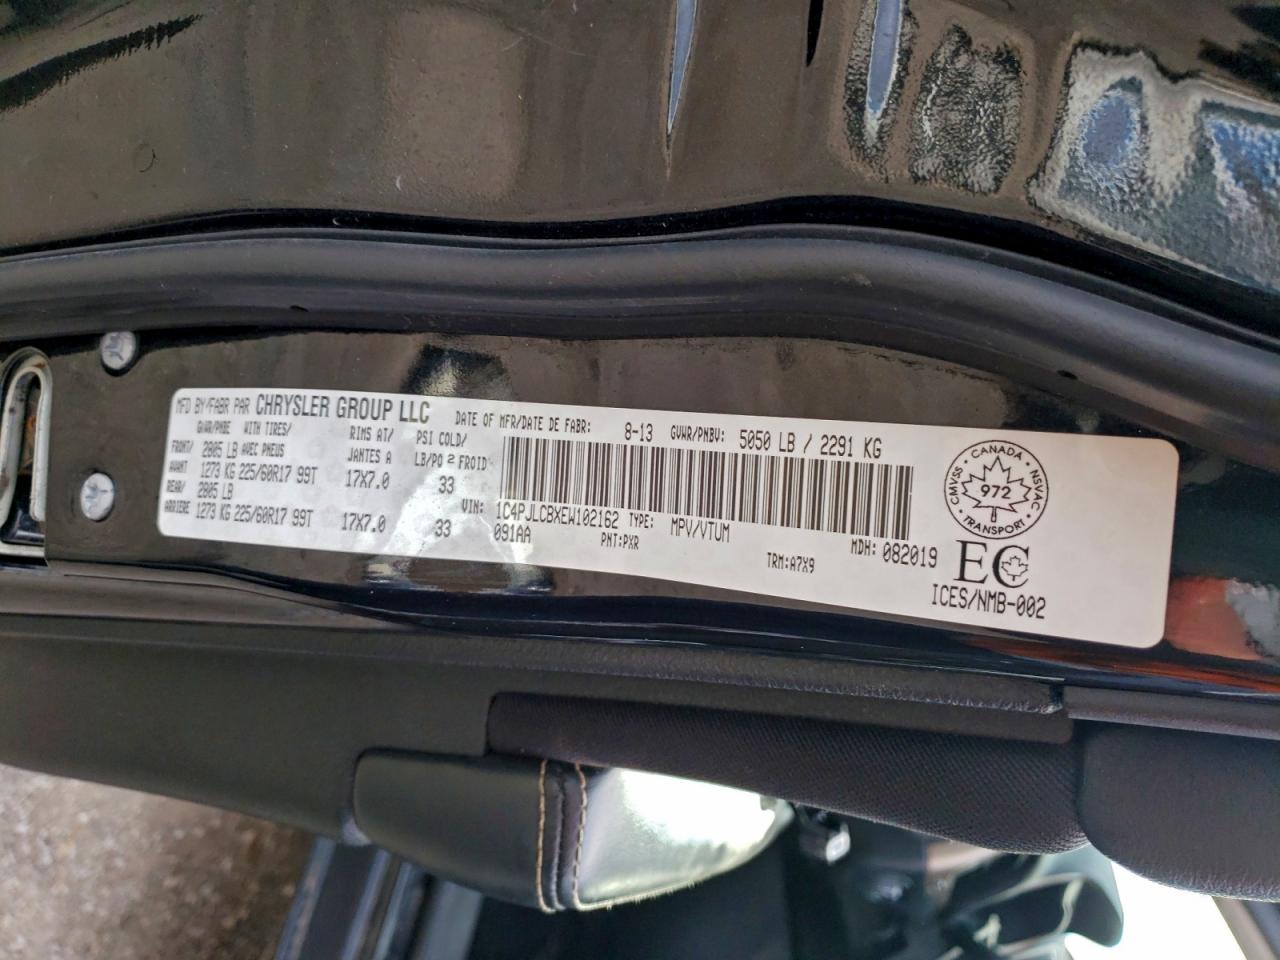 MFD BY/FABR PAR CHRYSLER GROUP LLC DATE OF MFR/DATE DE FABR: 8-13 GVWR/PNBV: 5050 LB / 2291 KG
GWAR/PNBE WITH TIRES/ RIMS AT/ PSI COLD/
FRONT/ 2805 LB AVEC PNEUS JANTES A LB/PO 2 FROID
AVANT 1273 KG 225/60R17 99T 17X7.0 33
REAR/ 2805 LB
ARRIERE 1273 KG 225/60R17 99T 17X7.0 33
VIN: 1C4PJLCBXEW102162 TYPE: MPV/VTUM MDH: 082019
091AA PNT:PXR TRM:A7X9
CANADA
CMVSS 972 NSVAC
TRANSPORT
EC
ICES/NMB-002